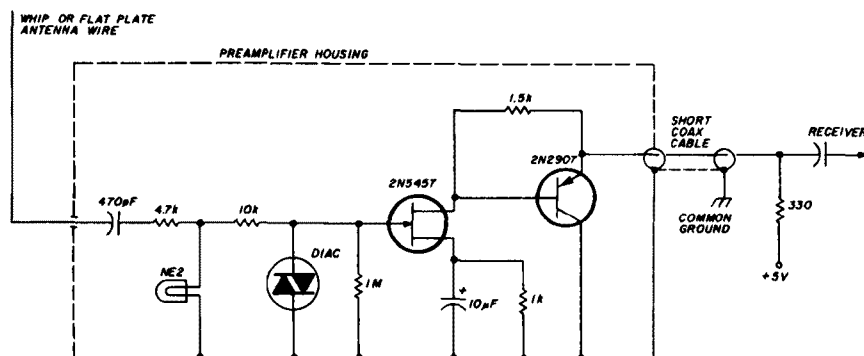 WHIP OR FLAT PLATE
ANTENNA WIRE
PREAMPLIFIER HOUSING
1.5k
SHORT
COAX
CABLE
RECEIVER
2N2907
2N5457
470pF
4.7k
10k
COMMON
GROUND
330
NE2
DIAC
1M
+
10µF
1k
+5V